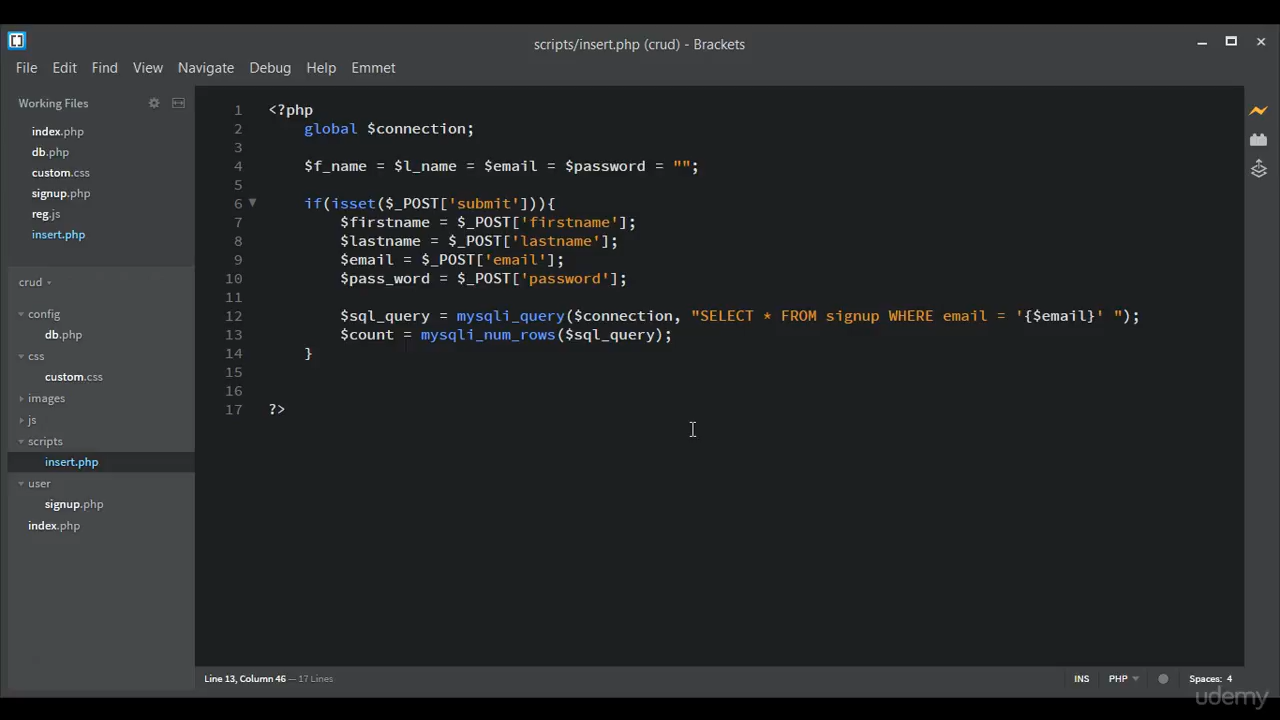 scripts/insert.php (crud) - Brackets
File Edit Find View Navigate Debug Help Emmet
Working Files
index.php
db.php
custom.css
signup.php
reg.js
insert.php
crud
config
db.php
css
custom.css
images
js
scripts
insert.php
user
signup.php
index.php
1 <?php
2     global $connection;
3
4     $f_name = $l_name = $email = $password = "";
5
6     if(isset($_POST['submit'])){
7         $firstname = $_POST['firstname'];
8         $lastname = $_POST['lastname'];
9         $email = $_POST['email'];
10         $pass_word = $_POST['password'];
11
12         $sql_query = mysqli_query($connection, "SELECT * FROM signup WHERE email = '{$email}' ");
13         $count = mysqli_num_rows($sql_query);
14     }
15
16
17 ?>
Line 13, Column 46 — 17 Lines
INS PHP Spaces: 4
udemy